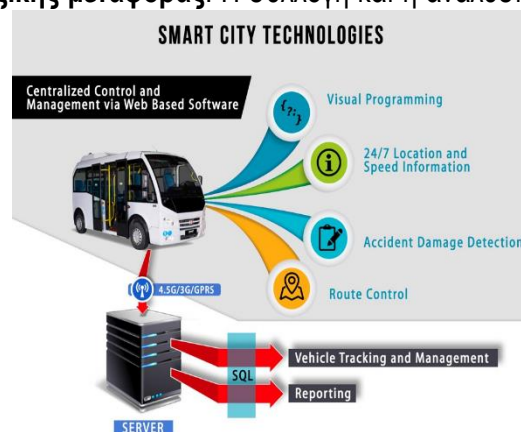 μεταφοράς
SMART CITY TECHNOLOGIES
Centralized Control and
Management via Web Based Software
{?;}
Visual Programming
24/7 Location and
Speed Information
Accident Damage Detection
Route Control
4.5G/3G/GPRS
SQL
Vehicle Tracking and Management
Reporting
SERVER